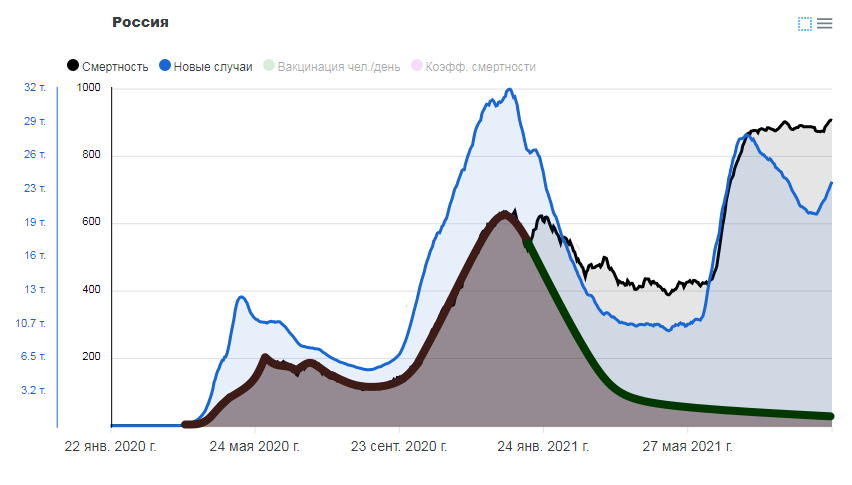 Россия
Смертность Новые случаи Вакцинация чел./день Коэфф. смертности
32 т. 1000
29 т.
26 т. 800
23 т.
19 т. 600
16 т.
13 т. 400
10.7 т.
6.5 т. 200
3.2 т.
22 янв. 2020 г. 24 мая 2020 г. 23 сент. 2020 г. 24 янв. 2021 г. 27 мая 2021 г.